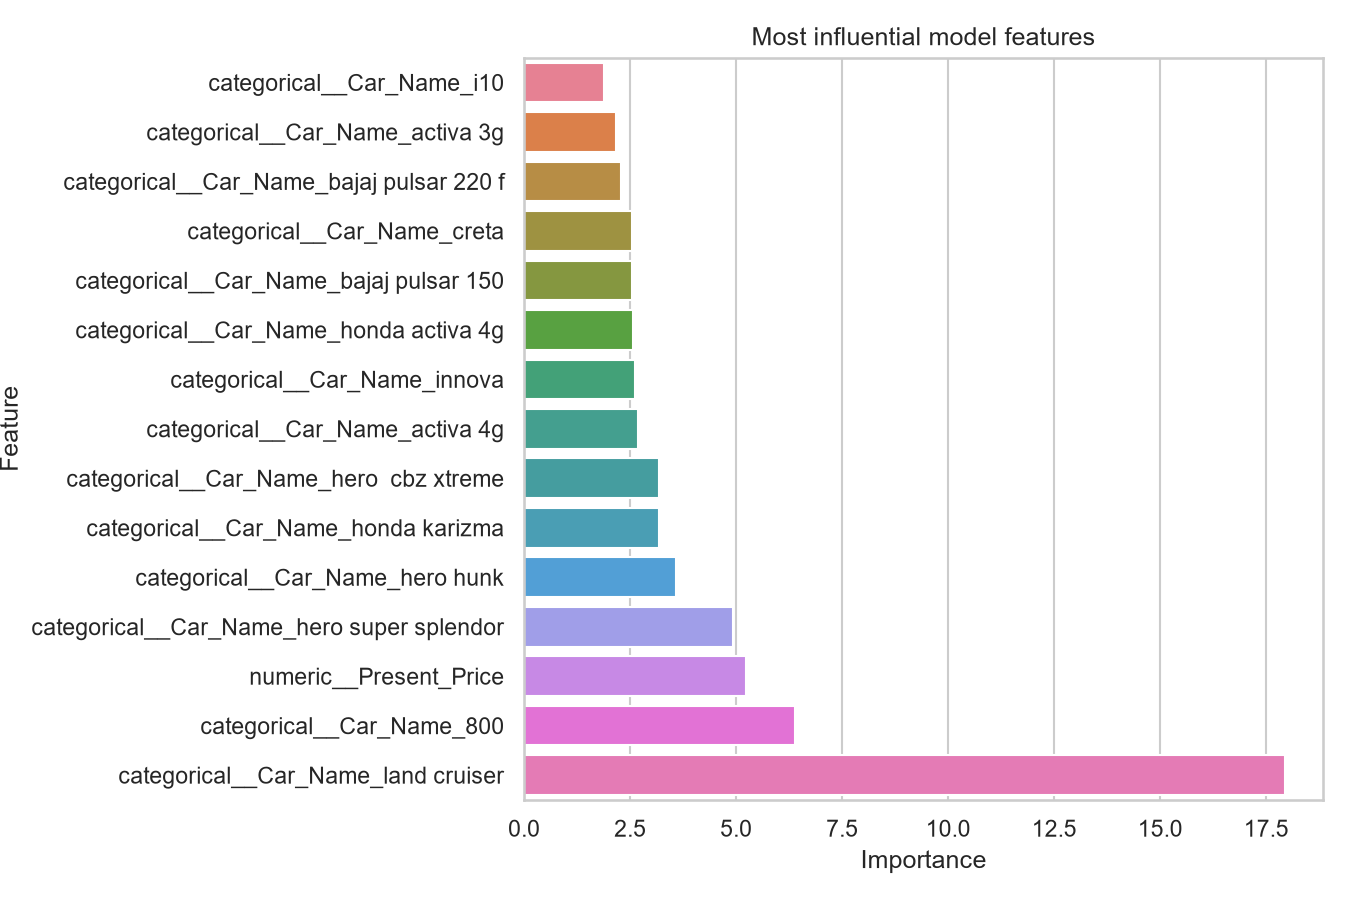 Most influential model features
categorical__Car_Name_i10
categorical__Car_Name_activa 3g
categorical__Car_Name_bajaj pulsar 220 f
categorical__Car_Name_creta
categorical__Car_Name_bajaj pulsar 150
categorical__Car_Name_honda activa 4g
categorical__Car_Name_innova
categorical__Car_Name_activa 4g
categorical__Car_Name_hero  cbz xtreme
categorical__Car_Name_honda karizma
categorical__Car_Name_hero hunk
categorical__Car_Name_hero super splendor
numeric__Present_Price
categorical__Car_Name_800
categorical__Car_Name_land cruiser
Feature
0.0 2.5 5.0 7.5 10.0 12.5 15.0 17.5
Importance